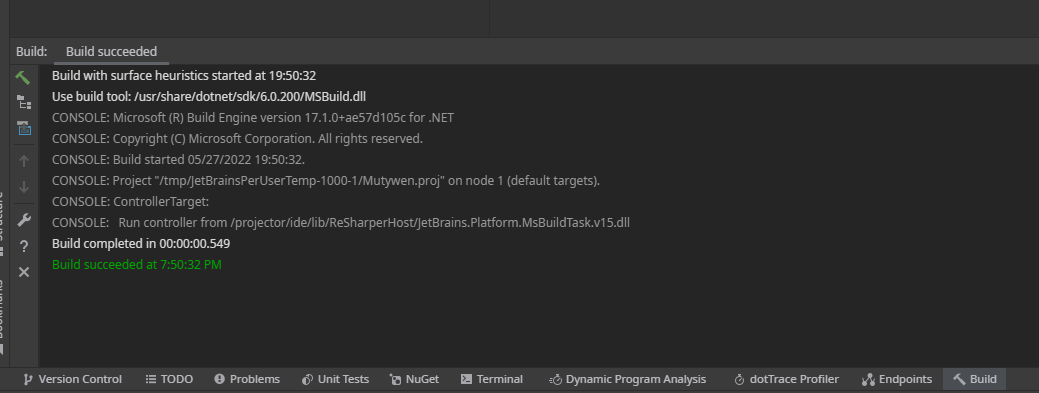 Build: Build succeeded
Build with surface heuristics started at 19:50:32
Use build tool: /usr/share/dotnet/sdk/6.0.200/MSBuild.dll
CONSOLE: Microsoft (R) Build Engine version 17.1.0+ae57d105c for .NET
CONSOLE: Copyright (C) Microsoft Corporation. All rights reserved.
CONSOLE: Build started 05/27/2022 19:50:32.
CONSOLE: Project "/tmp/JetBrainsPerUserTemp-1000-1/Mutywen.proj" on node 1 (default targets).
CONSOLE: ControllerTarget:
CONSOLE:   Run controller from /projector/ide/lib/ReSharperHost/JetBrains.Platform.MsBuildTask.v15.dll
Build completed in 00:00:00.549
Build succeeded at 7:50:32 PM
Version Control TODO Problems Unit Tests NuGet Terminal Dynamic Program Analysis dotTrace Profiler Endpoints Build